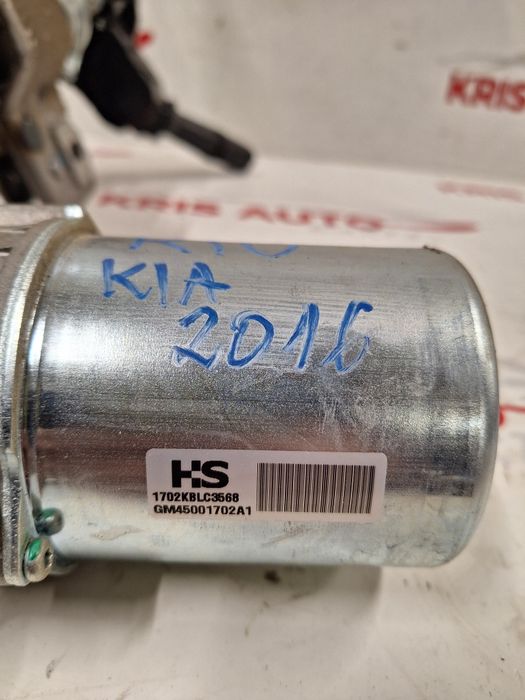 KRIS
KRIS AUTO
KIA
2016
HS
1702KBLC3568
GM45001702A1